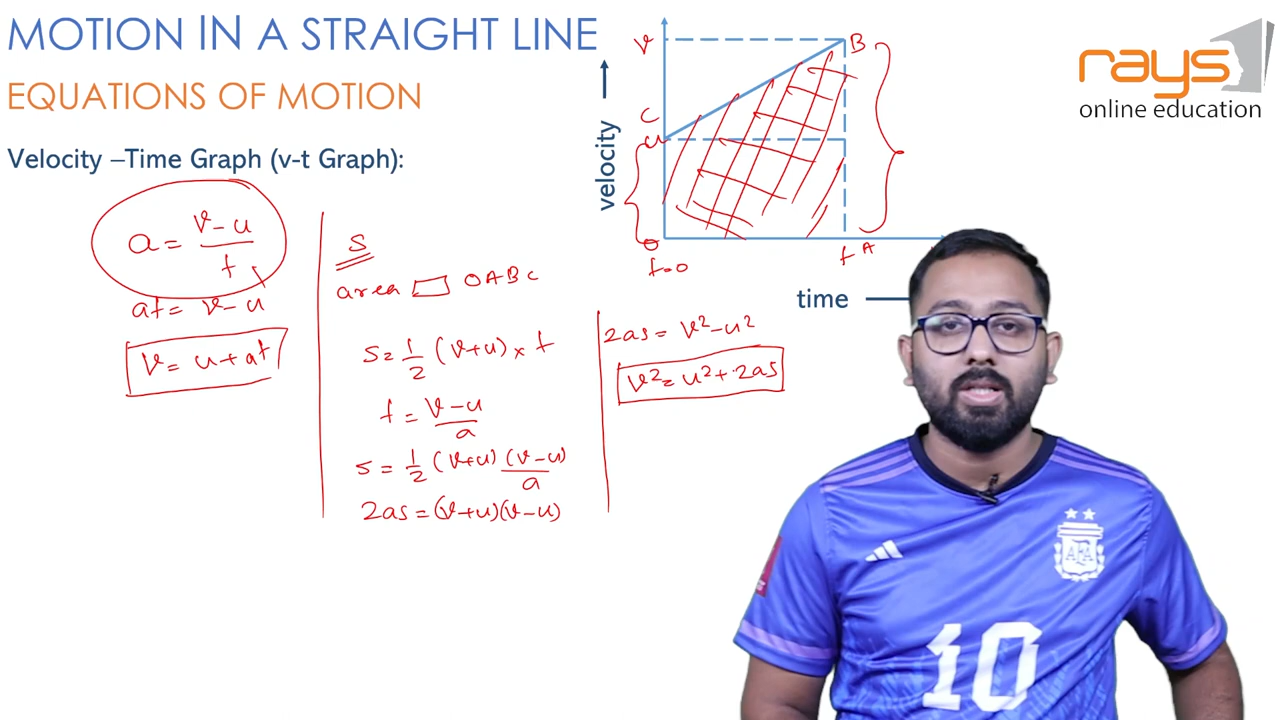 MOTION IN A STRAIGHT LINE
EQUATIONS OF MOTION
Velocity –Time Graph (v-t Graph):
a = v-u/t
at = v-u
v = u+at
s
area ▭ OABC
s = 1/2 (v+u) × t
t = v-u/a
s = 1/2 (v+u) (v-u)/a
2as = (v+u)(v-u)
2as = v²-u²
v² = u²+2as
v
B
C
u
velocity
O
t=0
t A
time
rays
online education
AFA
10